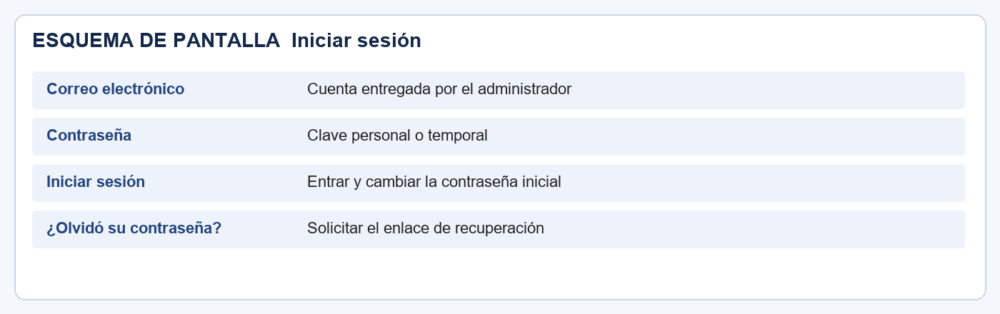 ESQUEMA DE PANTALLA Iniciar sesión
Correo electrónico Cuenta entregada por el administrador
Contraseña Clave personal o temporal
Iniciar sesión Entrar y cambiar la contraseña inicial
¿Olvidó su contraseña? Solicitar el enlace de recuperación